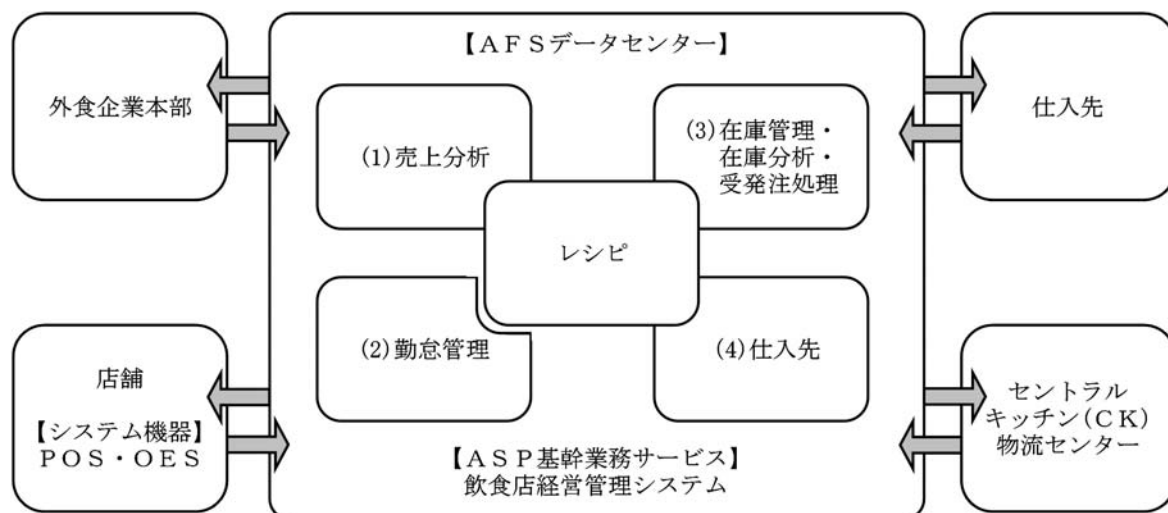 【ＡＦＳデータセンター】
外食企業本部
(1)売上分析
(3)在庫管理・
在庫分析・
受発注処理
仕入先
レシピ
(2)勤怠管理
(4)仕入先
店舗
【システム機器】
ＰＯＳ・ＯＥＳ
【ＡＳＰ基幹業務サービス】
飲食店経営管理システム
セントラル
キッチン(ＣＫ)
物流センター